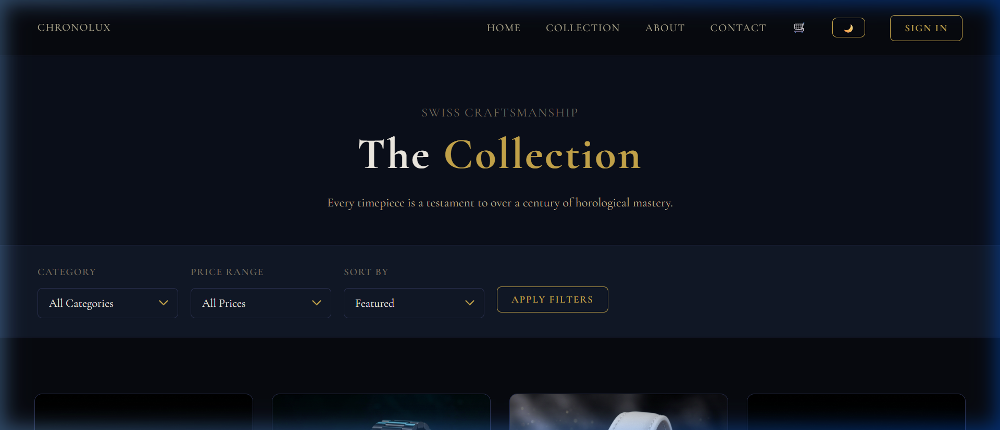 CHRONOLUX
HOME COLLECTION ABOUT CONTACT SIGN IN
SWISS CRAFTSMANSHIP
The Collection
Every timepiece is a testament to over a century of horological mastery.
CATEGORY PRICE RANGE SORT BY
All Categories All Prices Featured APPLY FILTERS